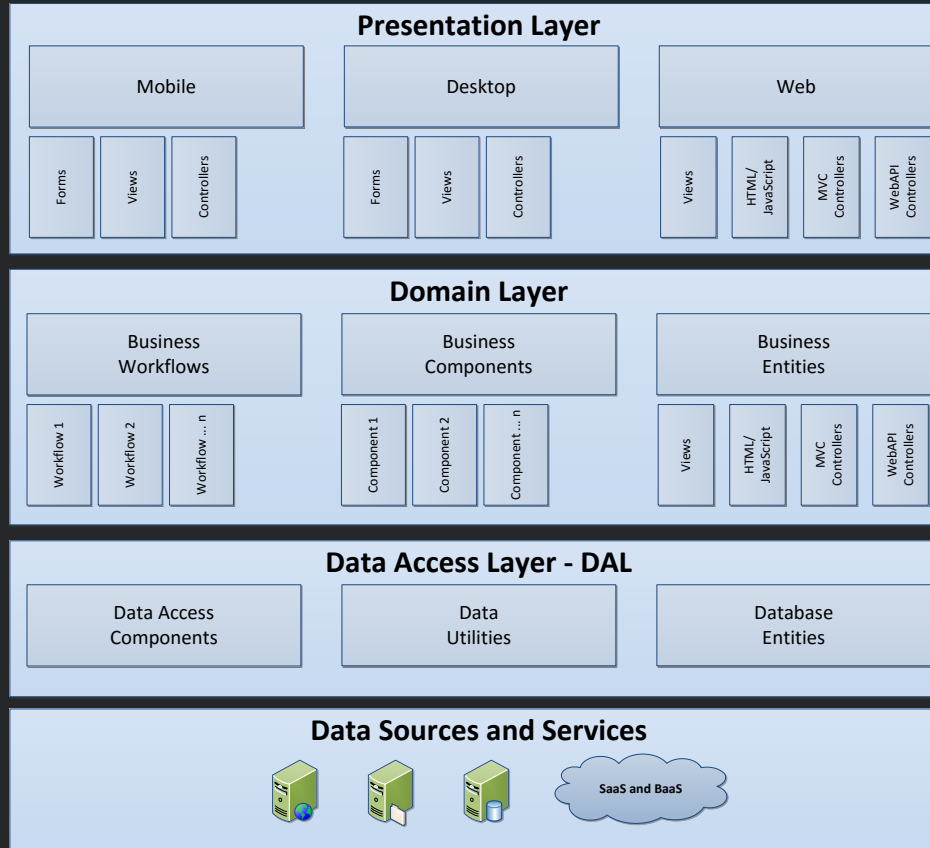 Presentation Layer
Mobile
Desktop
Web
Forms
Views
Controllers
Forms
Views
Controllers
Views
HTML/
JavaScript
MVC
Controllers
WebAPI
Controllers
Domain Layer
Business
Workflows
Business
Components
Business
Entities
Workflow 1
Workflow 2
Workflow ... n
Component 1
Component 2
Component ... n
Views
HTML/
JavaScript
MVC
Controllers
WebAPI
Controllers
Data Access Layer - DAL
Data Access
Components
Data
Utilities
Database
Entities
Data Sources and Services
SaaS and BaaS